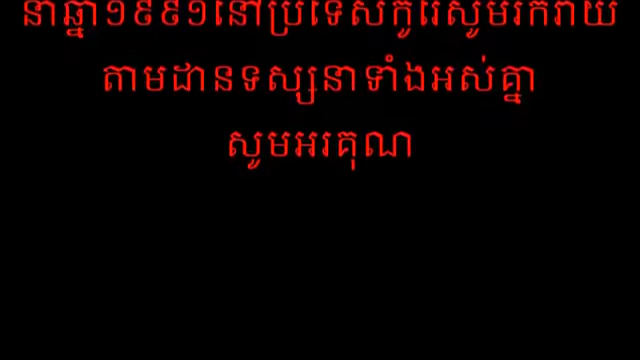 នាឆ្នាំ១៩៩១នៅប្រទេសកូរ៉េសូមរីករាយ
តាមដានទស្សនាទាំងអស់គ្នា
សូមអរគុណ